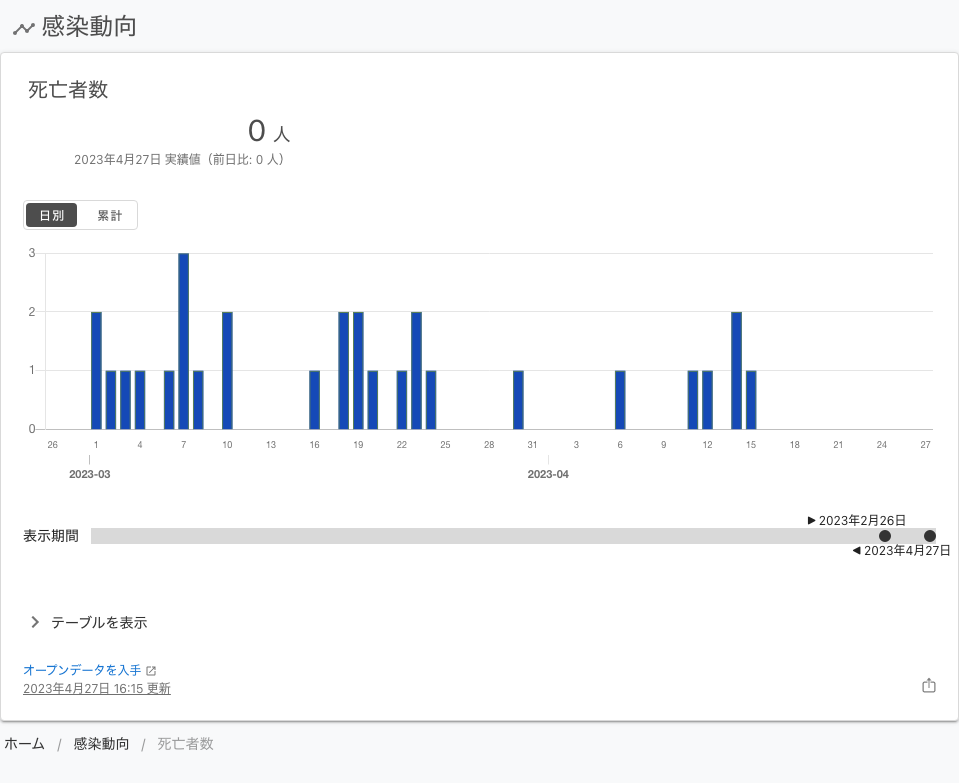 感染動向
死亡者数
0 人
2023年4月27日 実績値（前日比: 0 人）
日別 累計
3
2
1
0
26 1 4 7 10 13 16 19 22 25 28 31 3 6 9 12 15 18 21 24 27
2023-03 2023-04
▶ 2023年2月26日
表示期間
◀ 2023年4月27日
テーブルを表示
オープンデータを入手
2023年4月27日 16:15 更新
ホーム / 感染動向 / 死亡者数